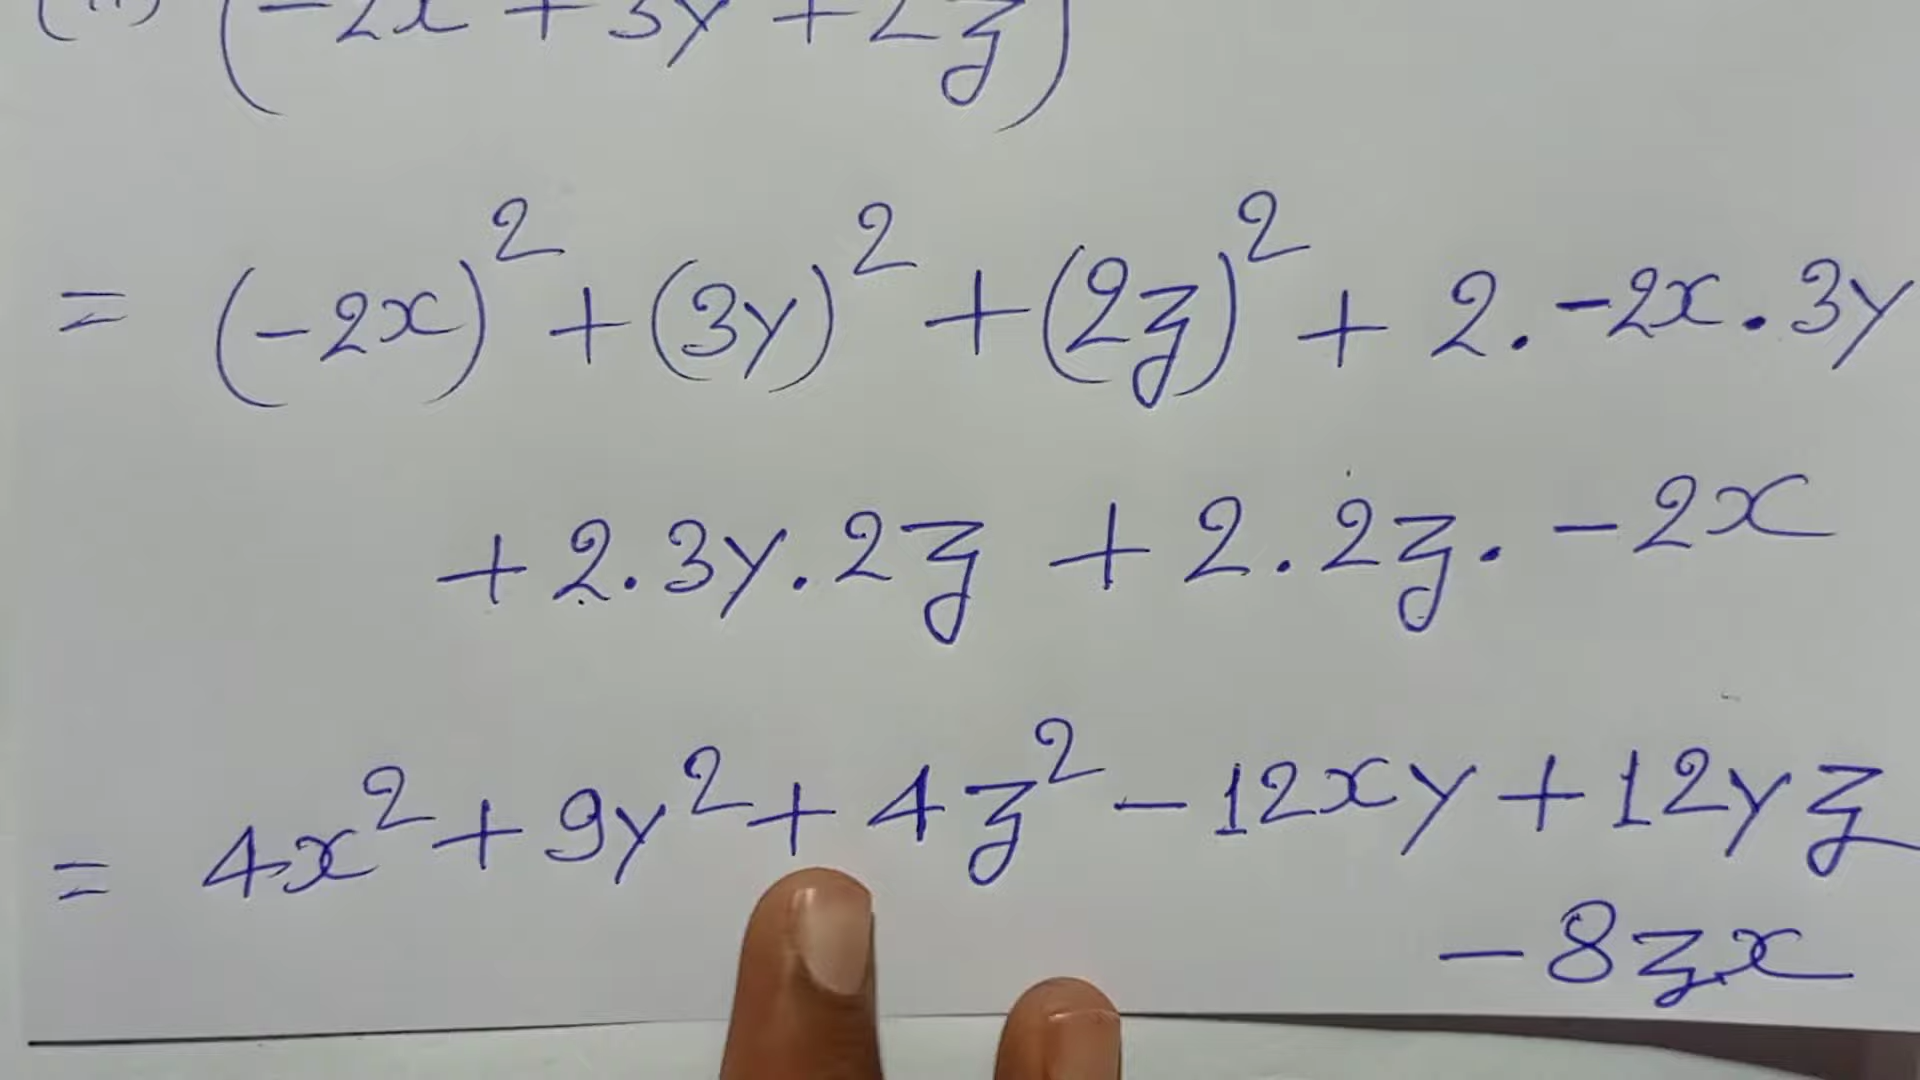 (-2x + 3y + 2z)
= (-2x)² + (3y)² + (2z)² + 2 . -2x . 3y
+ 2 . 3y . 2z + 2 . 2z . -2x
= 4x² + 9y² + 4z² - 12xy + 12yz
- 8zx